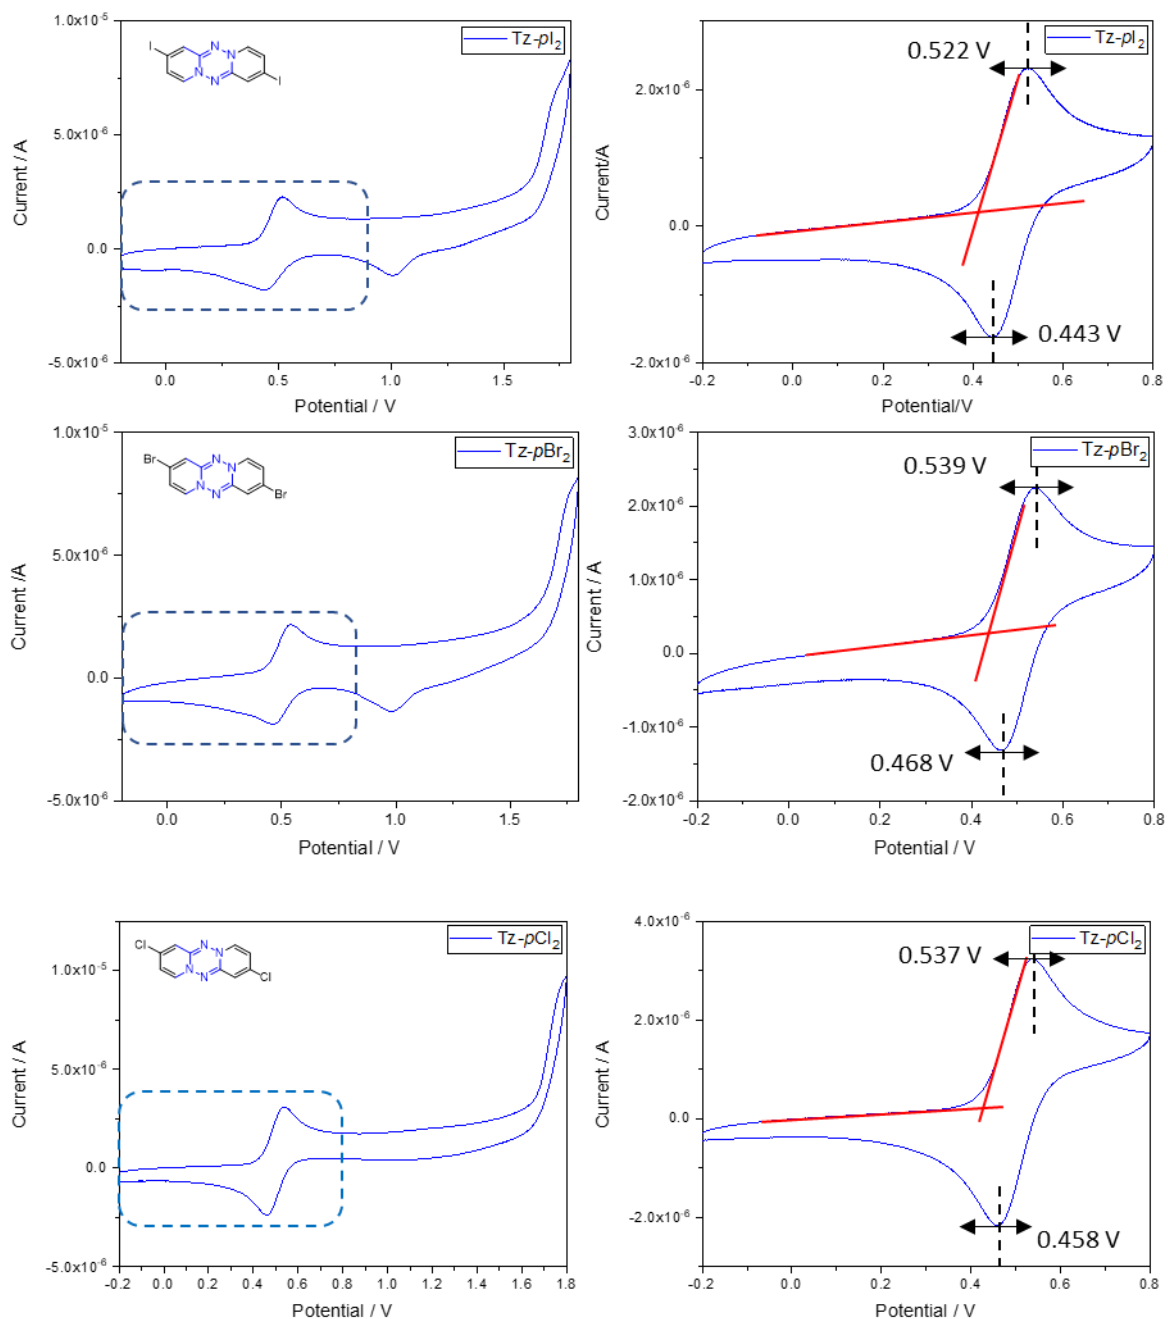 1.0x10⁻⁵
5.0x10⁻⁶
0.0
-5.0x10⁻⁶
Current / A
0.0
0.5
1.0
1.5
Potential / V
Tz-pI₂
I
N
N
N
N
I
2.0x10⁻⁶
0.0
-2.0x10⁻⁶
Current/A
-0.2
0.0
0.2
0.4
0.6
0.8
Potential/V
Tz-pI₂
0.522 V
0.443 V
1.0x10⁻⁵
5.0x10⁻⁶
0.0
-5.0x10⁻⁶
Current /A
0.0
0.5
1.0
1.5
Potential / V
Tz-pBr₂
Br
N
N
N
N
Br
3.0x10⁻⁶
2.0x10⁻⁶
1.0x10⁻⁶
0.0
-1.0x10⁻⁶
-2.0x10⁻⁶
Current / A
-0.2
0.0
0.2
0.4
0.6
0.8
Potential / V
Tz-pBr₂
0.539 V
0.468 V
1.0x10⁻⁵
5.0x10⁻⁶
0.0
-5.0x10⁻⁶
Current / A
-0.2
0.0
0.2
0.4
0.6
0.8
1.0
1.2
1.4
1.6
1.8
Potential / V
Tz-pCl₂
Cl
N
N
N
N
Cl
4.0x10⁻⁶
2.0x10⁻⁶
0.0
-2.0x10⁻⁶
Current / A
-0.2
0.0
0.2
0.4
0.6
0.8
Potential / V
Tz-pCl₂
0.537 V
0.458 V